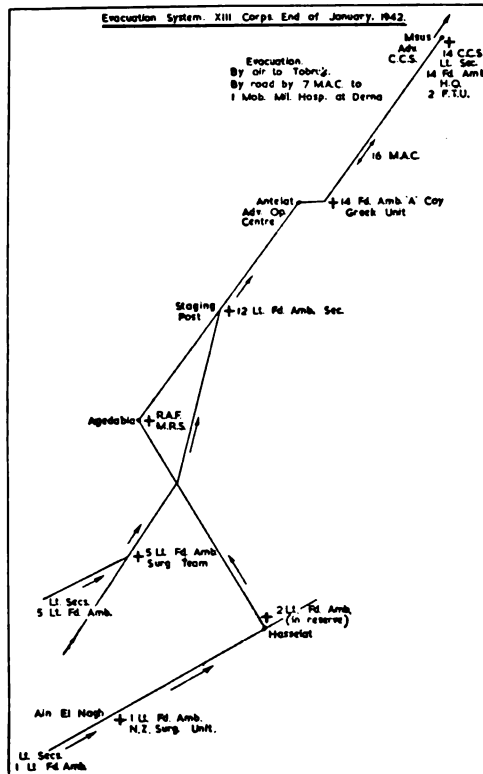 Evacuation System. XIII Corps. End of January, 1942.
Msus
Adv.
C.C.S.
14 C.C.S.
Lt. Sec.
14 Fd. Amb.
H.Q.
2 F.T.U.
Evacuation.
By air to Tobruk.
By road by 7 M.A.C. to
1 Mob. Mil. Hosp. at Derna
16 M.A.C.
Antelat
Adv. Op.
Centre
14 Fd. Amb. 'A' Coy
Greek Unit
Staging
Post
12 Lt. Fd. Amb. Sec.
Agedabia
R.A.F.
M.R.S.
5 Lt. Fd. Amb.
Surg Team
Lt. Secs.
5 Lt. Fd. Amb.
2 Lt. Fd. Amb.
(in reserve)
Hasselat
Ain El Nagh
1 Lt. Fd. Amb.
N.Z. Surg. Unit.
Lt. Secs.
1 Lt Fd. Amb.